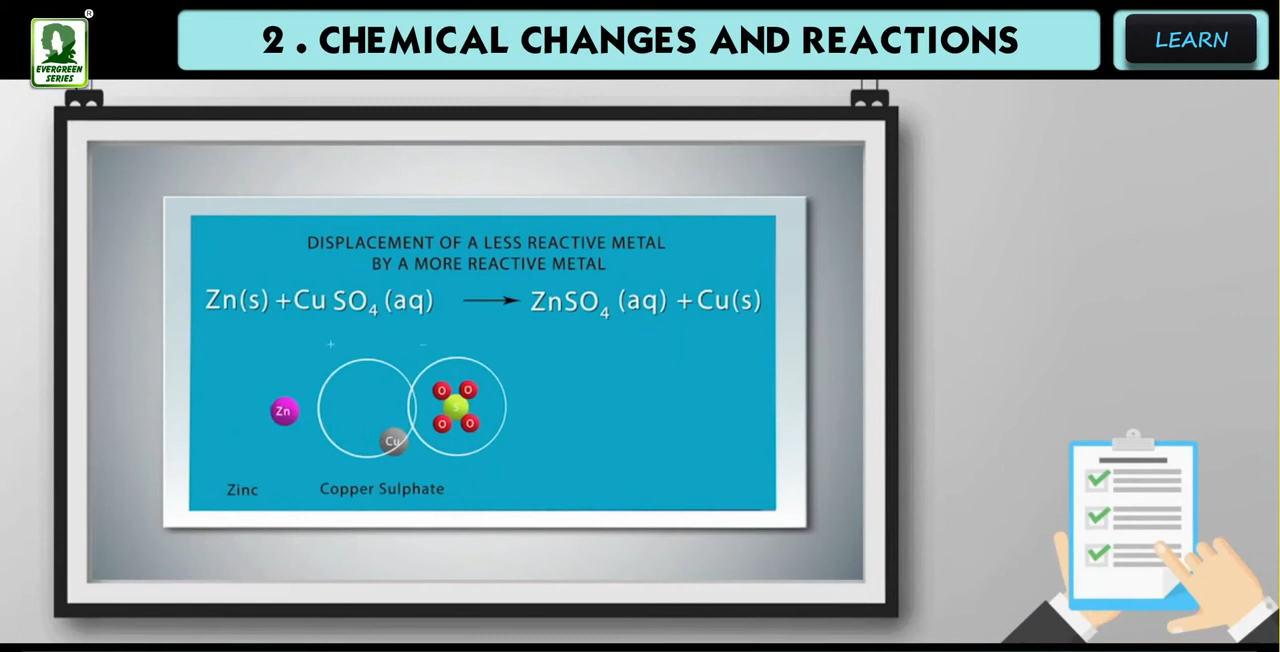 ®
EVERGREEN
SERIES
2 . CHEMICAL CHANGES AND REACTIONS
LEARN
DISPLACEMENT OF A LESS REACTIVE METAL
BY A MORE REACTIVE METAL
Zn(s) +Cu SO₄ (aq) ⟶ ZnSO₄ (aq) + Cu(s)
+ −
O O
Zn S
O O
Cu
Zinc Copper Sulphate